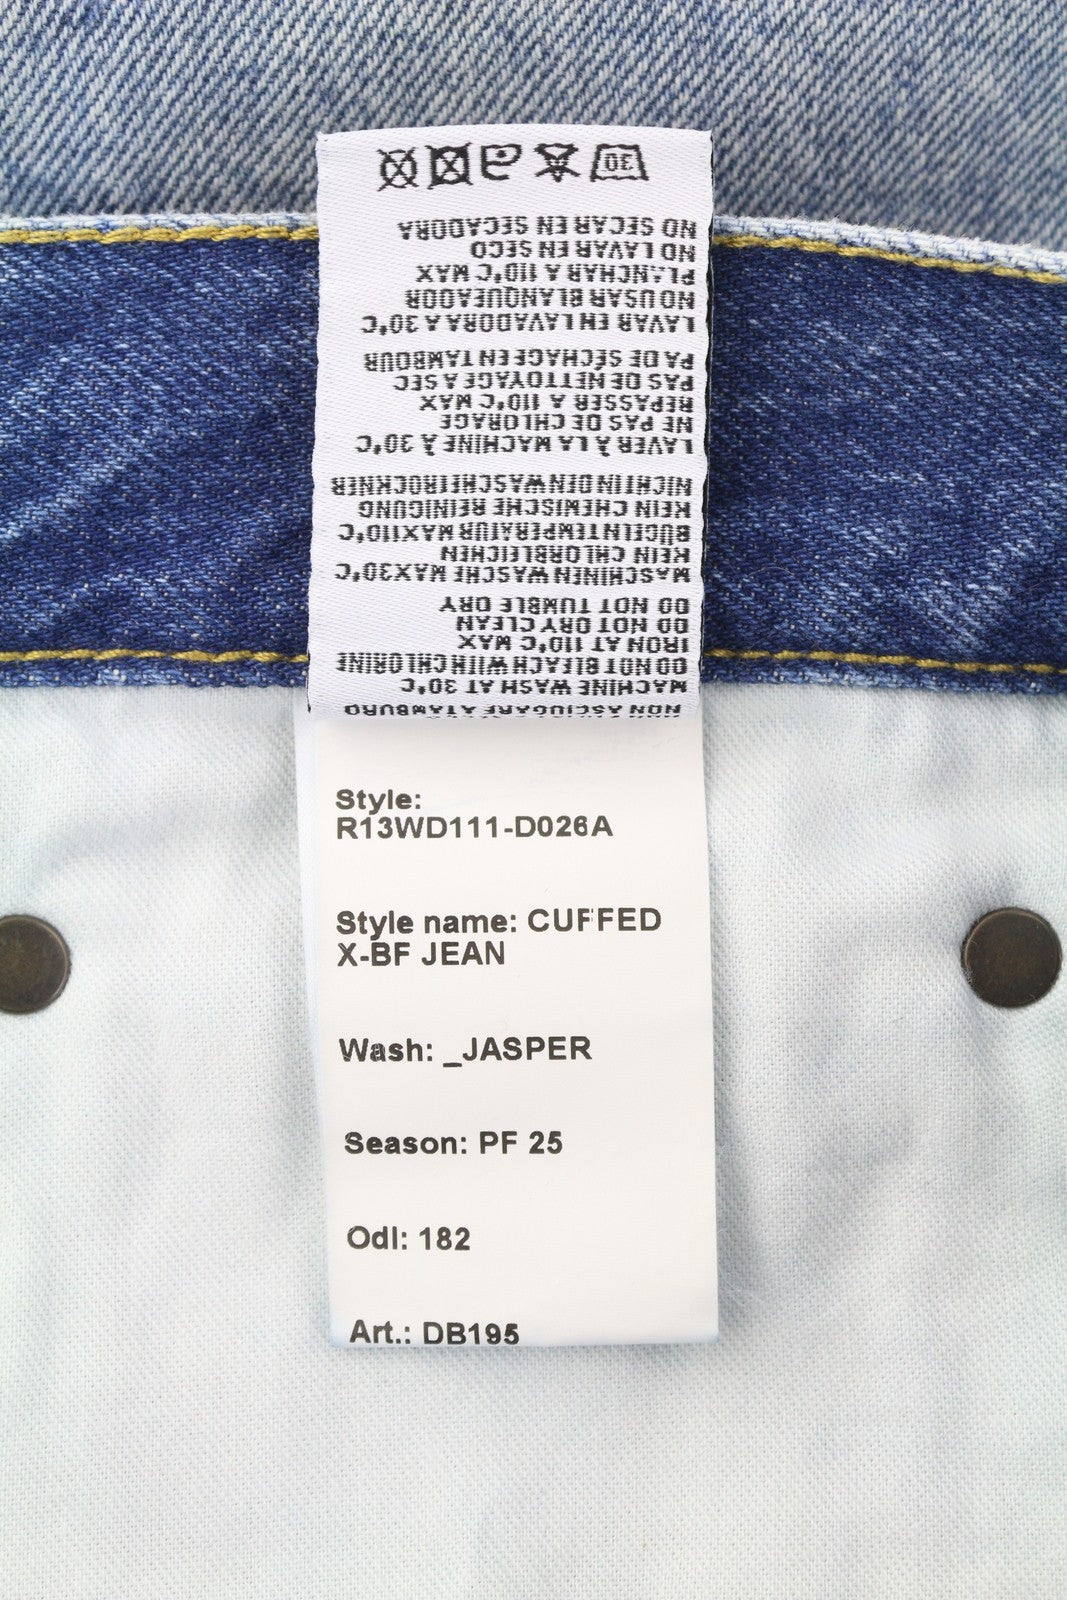 NON ASCIUGARE A TAMBURO
MACHINE WASH AT 30°C
DO NOT BLEACH WITH CHLORINE
IRON AT 110°C MAX
DO NOT DRY CLEAN
DO NOT TUMBLE DRY
MASCHINEN WASCHE MAX30°C
KEIN CHLORBLEICHEN
BÜGELNTEMPERATUR MAX110°C
KEIN CHEMISCHE REINIGUNG
NICHT IN DEN WASCHETROCKNER
LAVER À LA MACHINE À 30°C
NE PAS DE CHLORAGE
REPASSER A 110°C MAX
PAS DE NETTOYAGE A SEC
PA DE SÉCHAGE EN TAMBOUR
LAVAR EN LAVADORA A 30°C
NO USAR BLANQUEADOR
PLANCHAR A 110°C MAX
NO LAVAR EN SECO
NO SECAR EN SECADORA
30
Style:
R13WD111-D026A
Style name: CUFFED
X-BF JEAN
Wash: _JASPER
Season: PF 25
Odl: 182
Art.: DB195